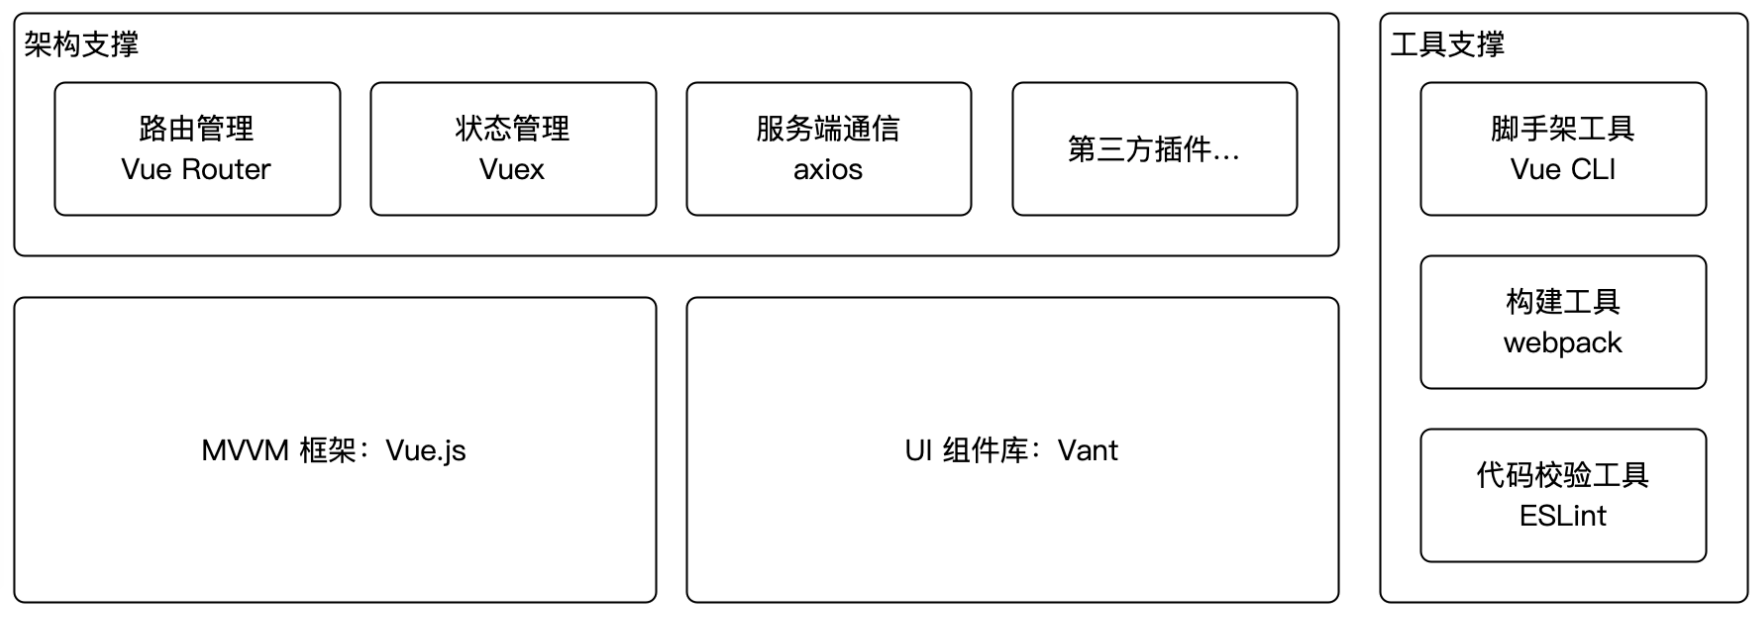 架构支撑
路由管理
Vue Router
状态管理
Vuex
服务端通信
axios
第三方插件...
MVVM 框架：Vue.js
UI 组件库：Vant
工具支撑
脚手架工具
Vue CLI
构建工具
webpack
代码校验工具
ESLint